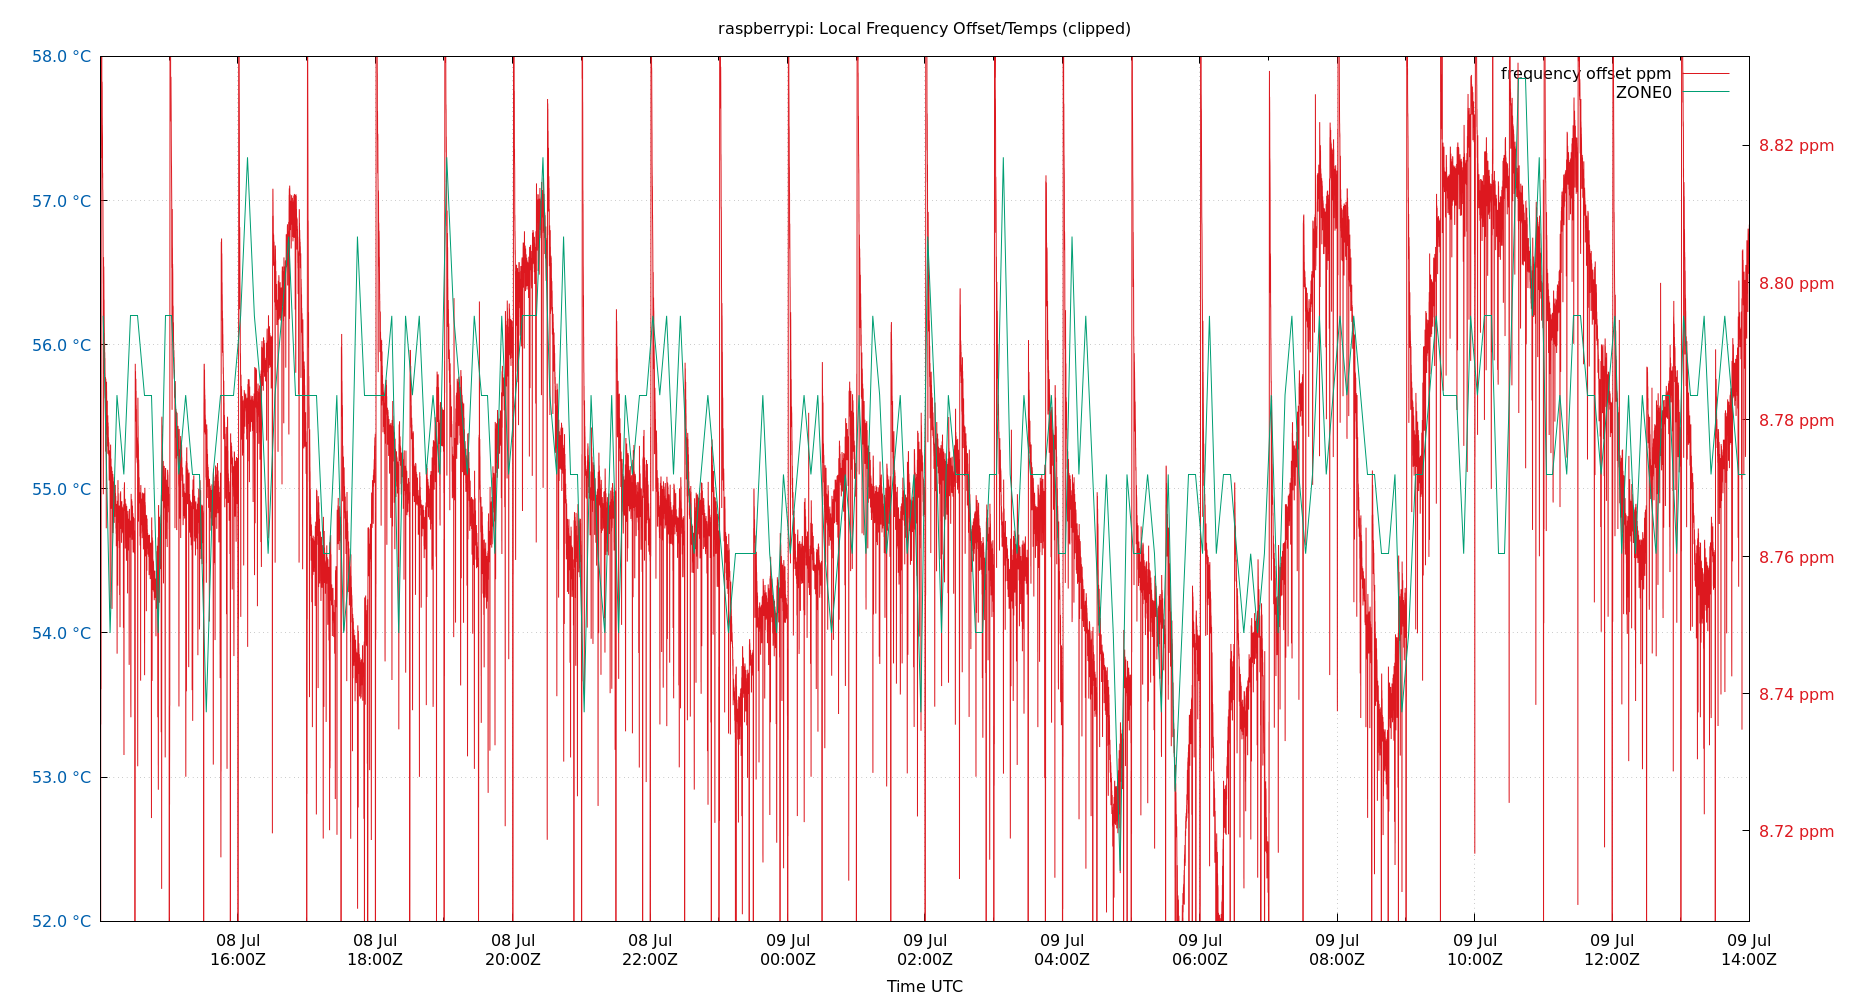 raspberrypi: Local Frequency Offset/Temps (clipped)
58.0 °C
57.0 °C
56.0 °C
55.0 °C
54.0 °C
53.0 °C
52.0 °C
frequency offset ppm
ZONE0
8.82 ppm
8.80 ppm
8.78 ppm
8.76 ppm
8.74 ppm
8.72 ppm
08 Jul
16:00Z
08 Jul
18:00Z
08 Jul
20:00Z
08 Jul
22:00Z
09 Jul
00:00Z
09 Jul
02:00Z
09 Jul
04:00Z
09 Jul
06:00Z
09 Jul
08:00Z
09 Jul
10:00Z
09 Jul
12:00Z
09 Jul
14:00Z
Time UTC